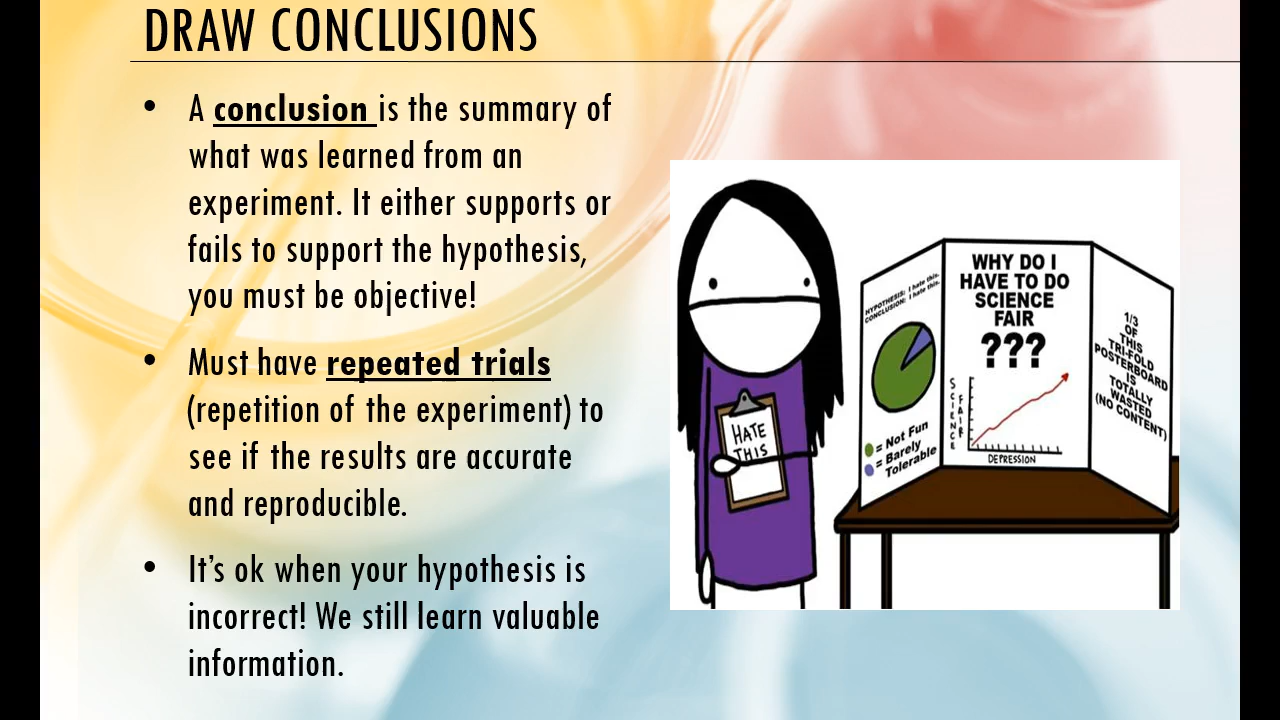 DRAW CONCLUSIONS
• A conclusion is the summary of
what was learned from an
experiment. It either supports or
fails to support the hypothesis,
you must be objective!
• Must have repeated trials
(repetition of the experiment) to
see if the results are accurate
and reproducible.
• It’s ok when your hypothesis is
incorrect! We still learn valuable
information.
HATE
THIS
HYPOTHESIS: I hate this.
CONCLUSION: I hate this.
= Not Fun
= Barely
Tolerable
WHY DO I
HAVE TO DO
SCIENCE
FAIR
???
SCIENCE
FAIR
DEPRESSION
1/3
OF
THIS
TRI-FOLD
POSTERBOARD
IS
TOTALLY
WASTED
(NO CONTENT)